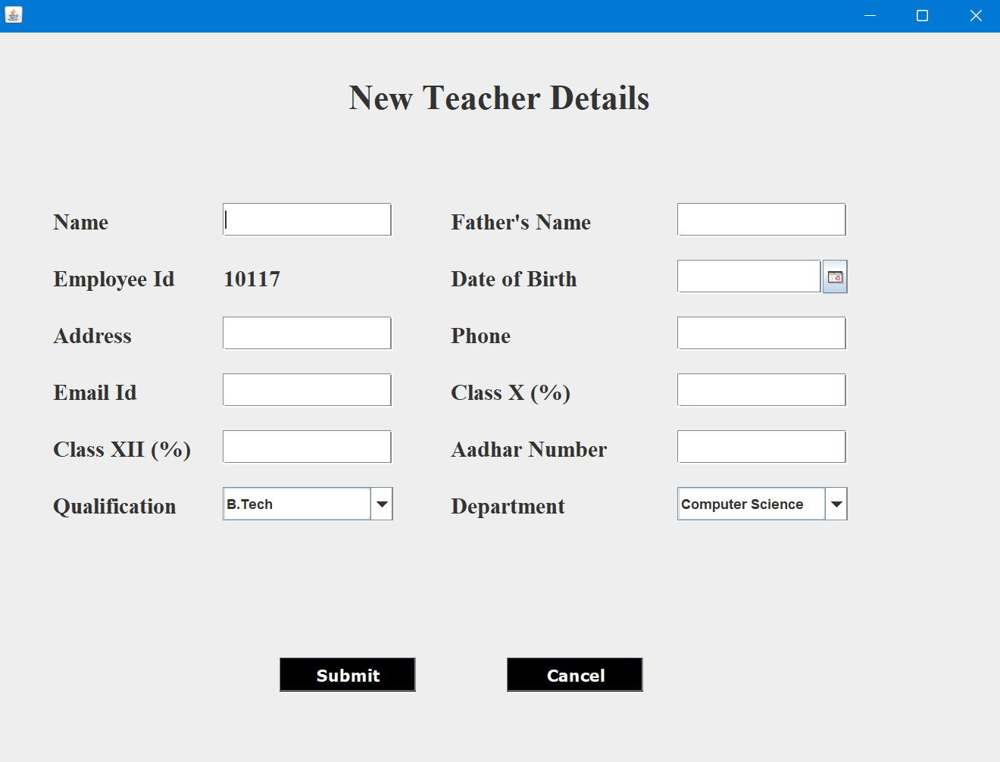 New Teacher Details
Name Father's Name
Employee Id 10117 Date of Birth
Address Phone
Email Id Class X (%)
Class XII (%) Aadhar Number
Qualification B.Tech Department Computer Science
Submit Cancel